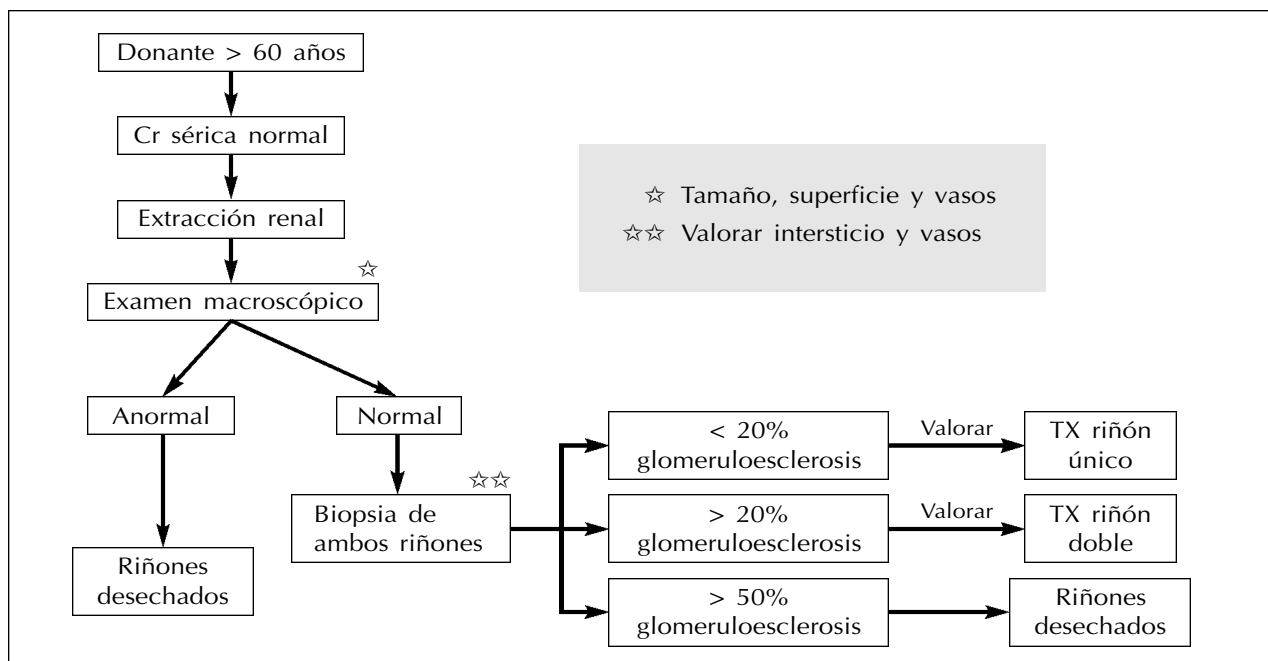 Donante > 60 años
Cr sérica normal
Extracción renal
☆
Examen macroscópico
☆ Tamaño, superficie y vasos
☆☆ Valorar intersticio y vasos
Anormal
Normal
Riñones
desechados
☆☆
Biopsia de
ambos riñones
< 20%
glomeruloesclerosis
Valorar
TX riñón
único
> 20%
glomeruloesclerosis
Valorar
TX riñón
doble
> 50%
glomeruloesclerosis
Riñones
desechados